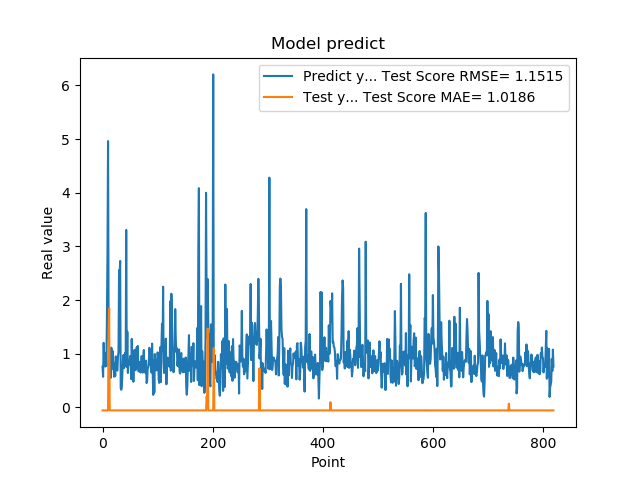 Model predict
Predict y... Test Score RMSE= 1.1515
Test y... Test Score MAE= 1.0186
6
5
4
3
2
1
0
Real value
0 200 400 600 800
Point